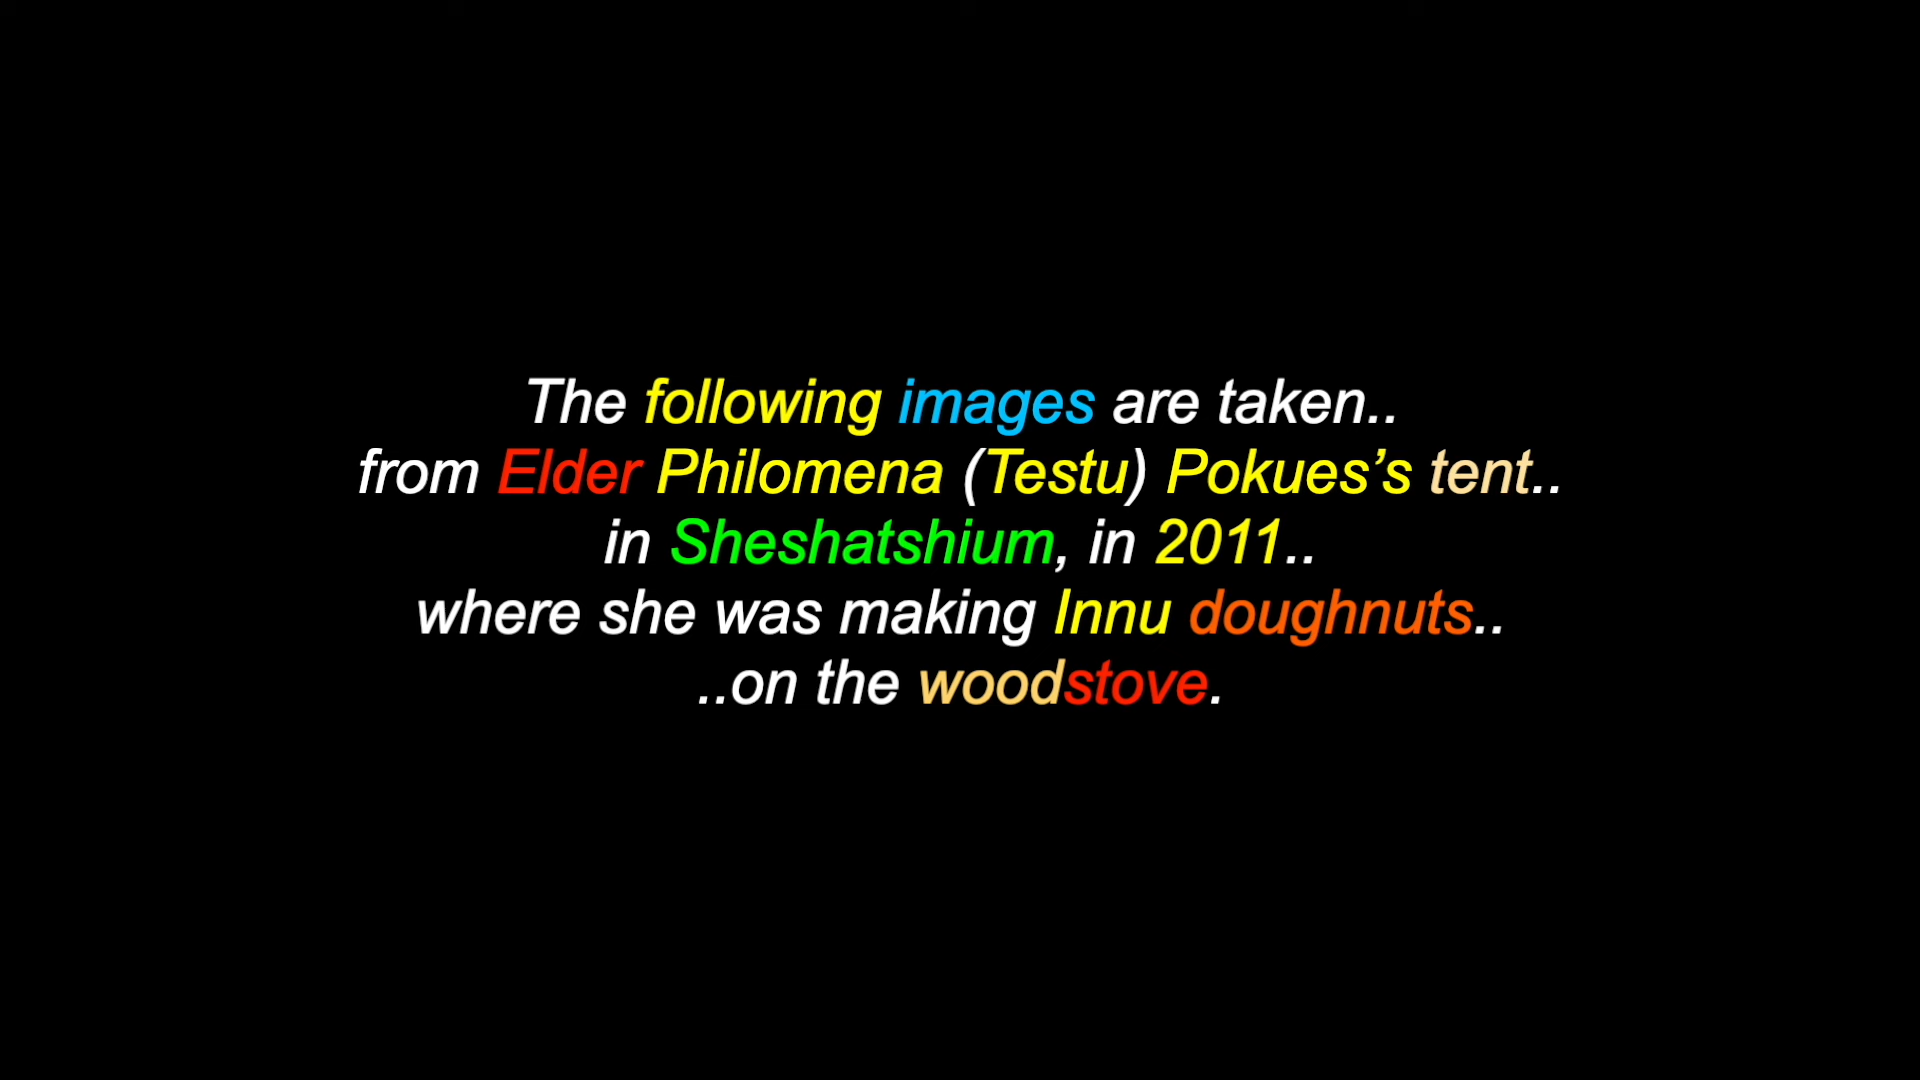 The following images are taken..
from Elder Philomena (Testu) Pokues’s tent..
in Sheshatshium, in 2011..
where she was making Innu doughnuts..
..on the woodstove.